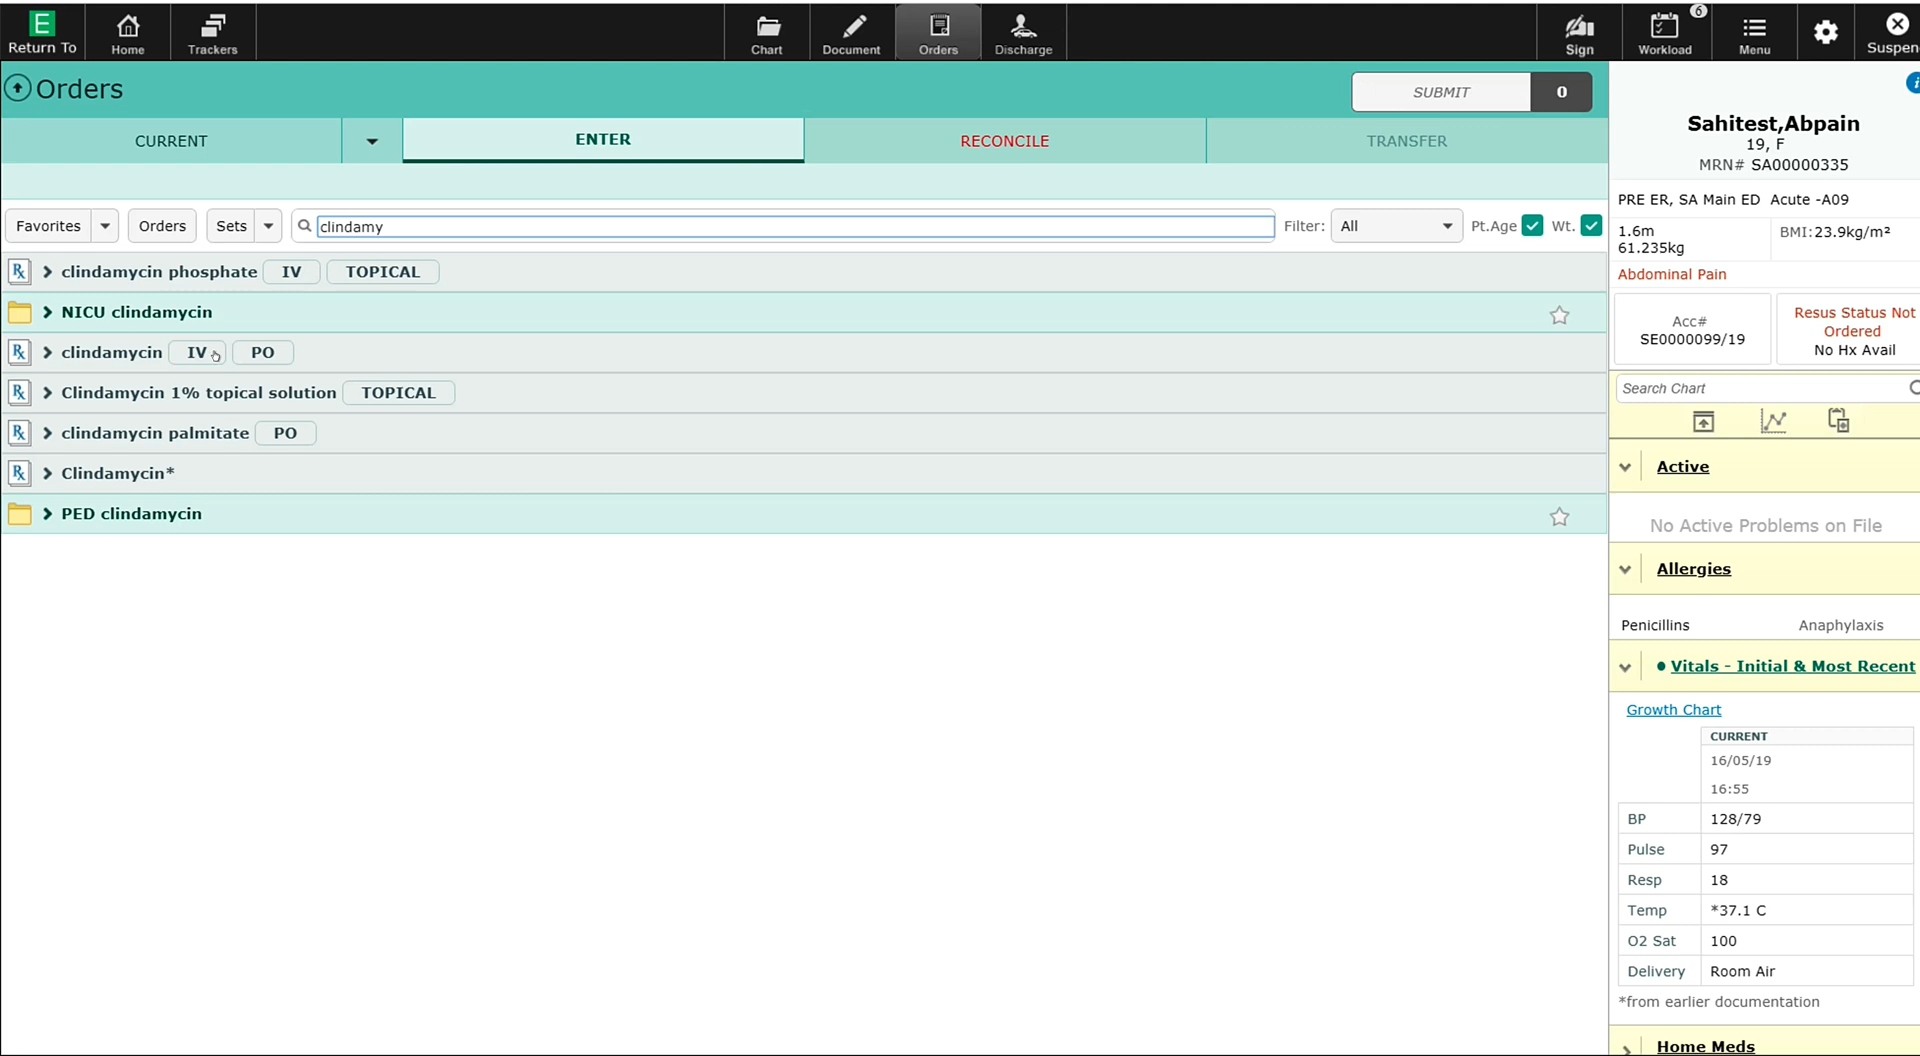 E
Return To
Home
Trackers
Chart
Document
Orders
Discharge
Sign
6
Workload
Menu
Suspen
Orders
SUBMIT
0
CURRENT
ENTER
RECONCILE
TRANSFER
Favorites
Orders
Sets
clindamy
Filter:
All
Pt.Age
Wt.
Rx clindamycin phosphate IV TOPICAL
NICU clindamycin
Rx clindamycin IV PO
Rx Clindamycin 1% topical solution TOPICAL
Rx clindamycin palmitate PO
Rx Clindamycin*
PED clindamycin
i
Sahitest,Abpain
19, F
MRN# SA00000335
PRE ER, SA Main ED Acute -A09
1.6m
61.235kg
BMI:23.9kg/m²
Abdominal Pain
Acc#
SE0000099/19
Resus Status Not
Ordered
No Hx Avail
Search Chart
Active
No Active Problems on File
Allergies
Penicillins Anaphylaxis
Vitals - Initial & Most Recent
Growth Chart
CURRENT
16/05/19
16:55
BP 128/79
Pulse 97
Resp 18
Temp *37.1 C
O2 Sat 100
Delivery Room Air
*from earlier documentation
Home Meds